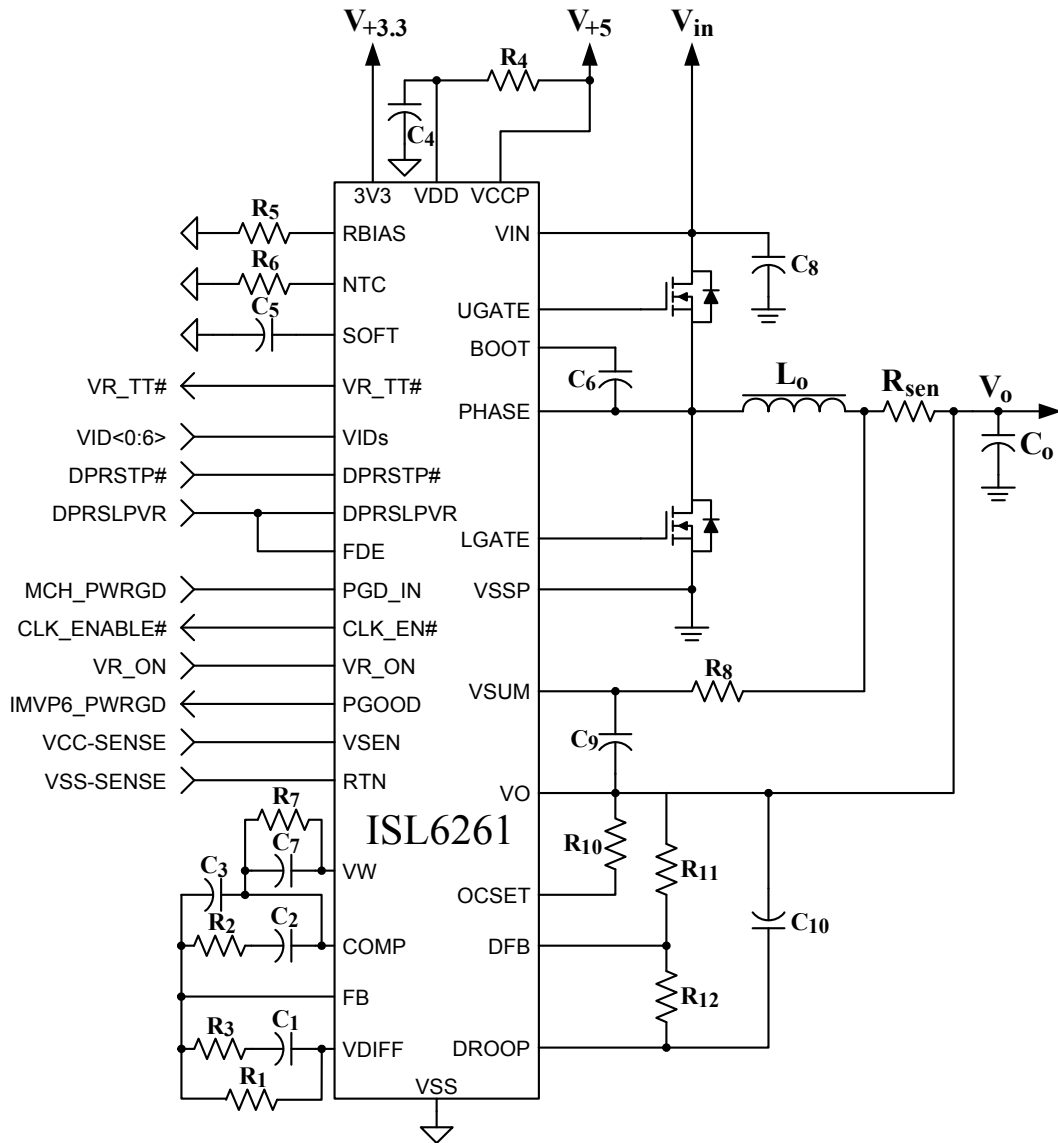 V+3.3
V+5
Vin
R4
C4
3V3 VDD VCCP
R5
RBIAS VIN
C8
R6
NTC
UGATE
C5
SOFT
BOOT
C6
Lo
Rsen
Vo
VR_TT# VR_TT# PHASE
Co
VID<0:6> VIDs
DPRSTP# DPRSTP#
DPRSLPVR DPRSLPVR
LGATE
FDE
MCH_PWRGD PGD_IN VSSP
CLK_ENABLE# CLK_EN#
VR_ON VR_ON
R8
VSUM
IMVP6_PWRGD PGOOD
C9
VCC-SENSE VSEN
VSS-SENSE RTN
VO
R7
ISL6261
R10
C7
C3
VW
R11
OCSET
R2
C2
C10
COMP DFB
FB
R12
R3
C1
VDIFF DROOP
R1
VSS